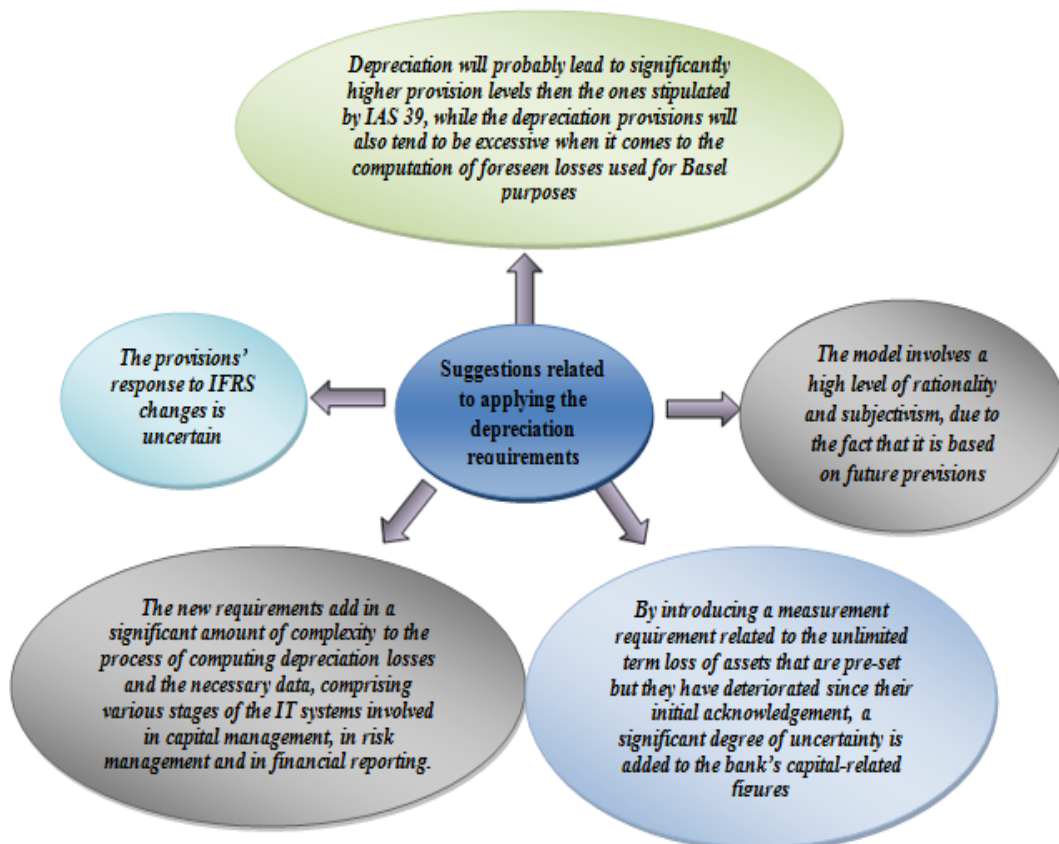 Depreciation will probably lead to significantly
higher provision levels then the ones stipulated
by IAS 39, while the depreciation provisions will
also tend to be excessive when it comes to the
computation of foreseen losses used for Basel
purposes
The provisions'
response to IFRS
changes is
uncertain
Suggestions related
to applying the
depreciation
requirements
The model involves a
high level of rationality
and subjectivism, due to
the fact that it is based
on future previsions
The new requirements add in a
significant amount of complexity to the
process of computing depreciation losses
and the necessary data, comprising
various stages of the IT systems involved
in capital management, in risk
management and in financial reporting.
By introducing a measurement
requirement related to the unlimited
term loss of assets that are pre-set
but they have deteriorated since their
initial acknowledgement, a
significant degree of uncertainty is
added to the bank's capital-related
figures